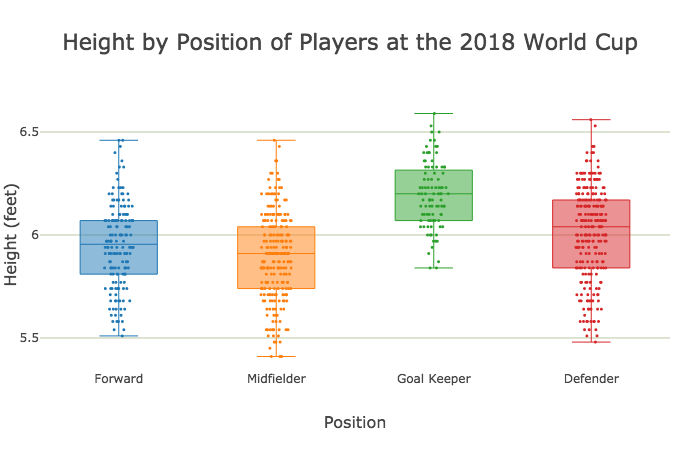 Height by Position of Players at the 2018 World Cup
Height (feet)
6.5
6
5.5
Forward Midfielder Goal Keeper Defender
Position